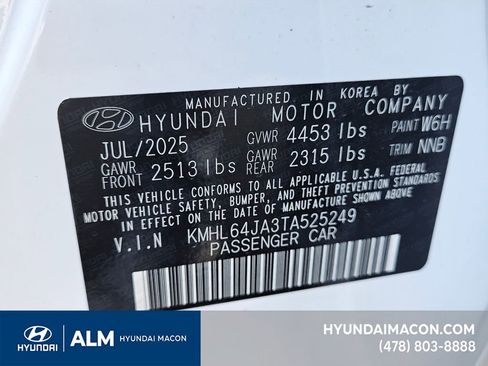 MANUFACTURED IN KOREA BY
HYUNDAI MOTOR COMPANY
JUL/2025 GVWR 4453 lbs PAINT W6H
GAWR FRONT 2513 lbs GAWR REAR 2315 lbs TRIM NNB
THIS VEHICLE CONFORMS TO ALL APPLICABLE U.S.A. FEDERAL
MOTOR VEHICLE SAFETY, BUMPER, AND THEFT PREVENTION
STANDARDS IN EFFECT ON THE DATE OF MANUFACTURE SHOWN ABOVE.
V.I.N KMHL64JA3TA525249
PASSENGER CAR
HYUNDAI ALM HYUNDAI MACON
HYUNDAIMACON.COM
(478) 803-8888